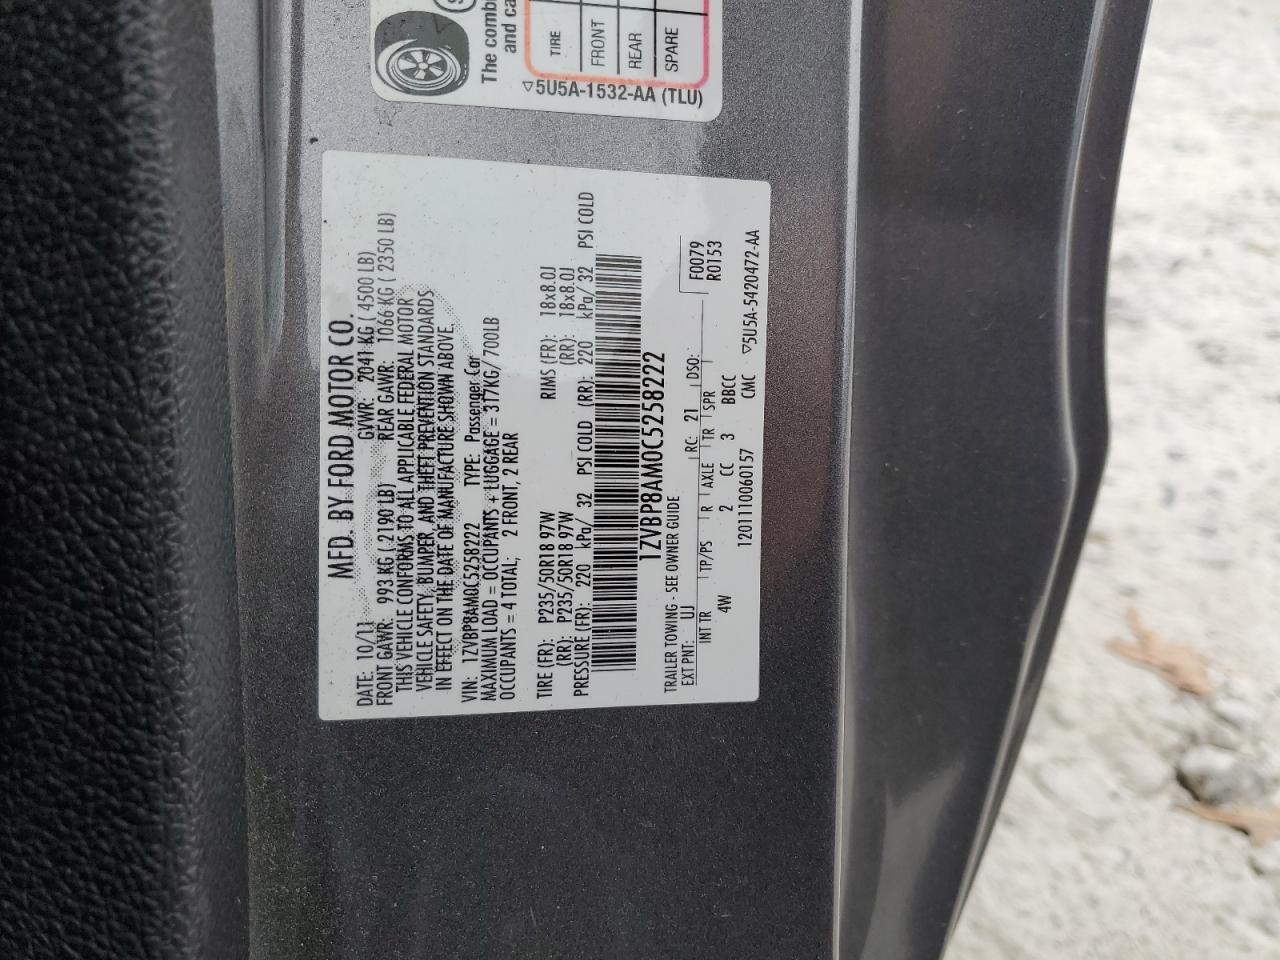 The combi
and ca
TIRE
FRONT
REAR
SPARE
▽5U5A-1532-AA (TLU)
MFD. BY FORD MOTOR CO.
DATE: 10/11 GVWR: 2041 KG ( 4500 LB)
FRONT GAWR: 993 KG ( 2190 LB) REAR GAWR: 1066 KG ( 2350 LB)
THIS VEHICLE CONFORMS TO ALL APPLICABLE FEDERAL MOTOR
VEHICLE SAFETY, BUMPER, AND THEFT PREVENTION STANDARDS
IN EFFECT ON THE DATE OF MANUFACTURE SHOWN ABOVE.
VIN: 1ZVBP8AM0C5258222 TYPE: Passenger Car
MAXIMUM LOAD = OCCUPANTS + LUGGAGE = 317KG/ 700LB
OCCUPANTS = 4 TOTAL; 2 FRONT, 2 REAR
TIRE (FR): P235/50R18 97W RIMS (FR): 18x8.0J
(RR): P235/50R18 97W (RR): 18x8.0J
PRESSURE (FR): 220 kPa/ 32 PSI COLD (RR): 220 kPa/ 32 PSI COLD
1ZVBP8AM0C5258222
TRAILER TOWING - SEE OWNER GUIDE F0079
EXT PNT: UJ RC: 21 DSO: R0153
INT TR TP/PS R AXLE TR SPR
4W 2 CC 3 BBCC
120111006 0157 CMC ▽5U5A-5420472-AA